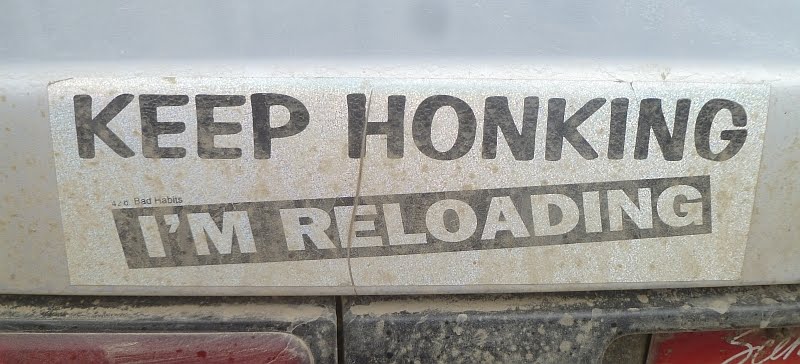 KEEP HONKING
Bad Habits
I'M RELOADING